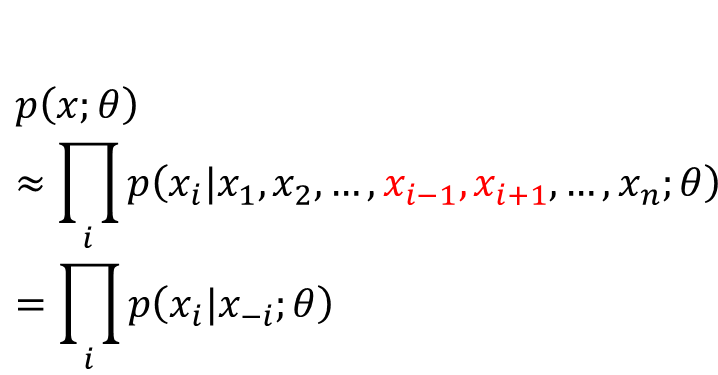 p(x; θ)
≈ ∏_i p(x_i|x_1, x_2, …, x_{i−1}, x_{i+1}, …, x_n; θ)
= ∏_i p(x_i|x_{−i}; θ)